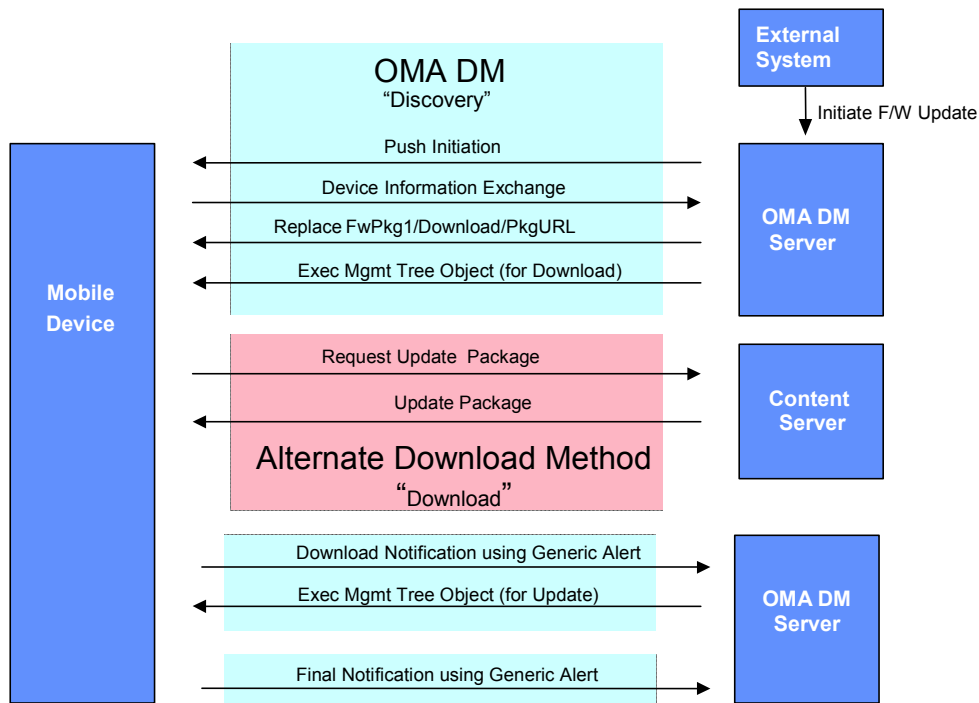 External
System
Initiate F/W Update
OMA DM
“Discovery”
Push Initiation
Device Information Exchange
Replace FwPkg1/Download/PkgURL
Exec Mgmt Tree Object (for Download)
OMA DM
Server
Mobile
Device
Request Update Package
Update Package
Alternate Download Method
“Download”
Content
Server
Download Notification using Generic Alert
Exec Mgmt Tree Object (for Update)
OMA DM
Server
Final Notification using Generic Alert